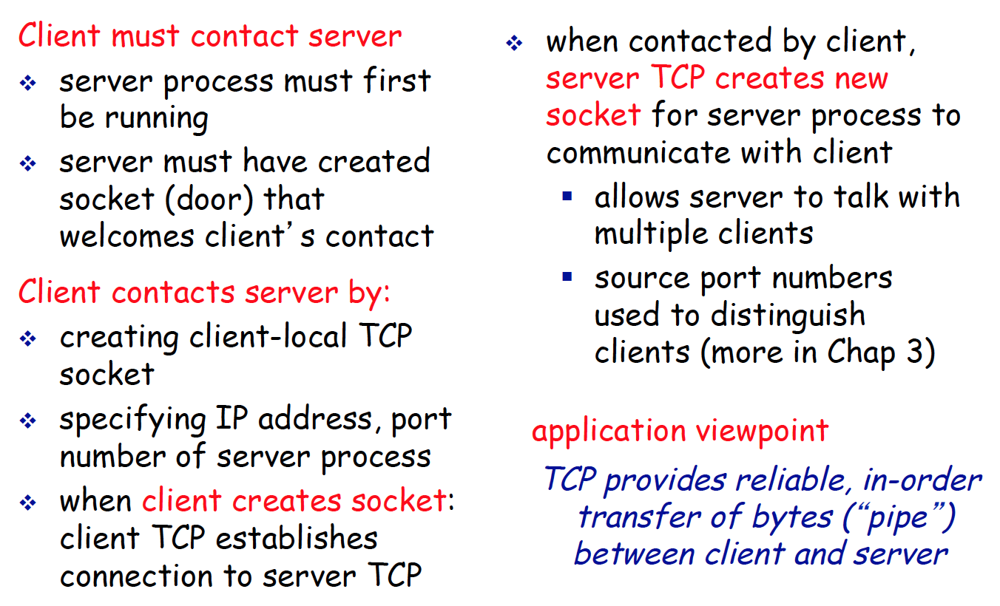 Client must contact server
server process must first
be running
server must have created
socket (door) that
welcomes client’s contact
Client contacts server by:
creating client-local TCP
socket
specifying IP address, port
number of server process
when client creates socket:
client TCP establishes
connection to server TCP
when contacted by client,
server TCP creates new
socket for server process to
communicate with client
allows server to talk with
multiple clients
source port numbers
used to distinguish
clients (more in Chap 3)
application viewpoint
TCP provides reliable, in-order
transfer of bytes (“pipe”)
between client and server